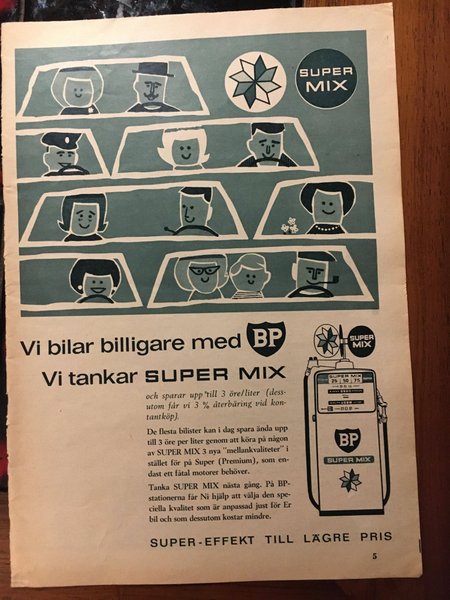 SUPER
MIX
Vi bilar billigare med BP
Vi tankar SUPER MIX
och sparar upp till 3 öre/liter (dess-
utom får vi 3 % återbäring vid kon-
tantköp).
De flesta bilister kan i dag spara ända upp
till 3 öre per liter genom att köra på någon
av SUPER MIX 3 nya "mellankvaliteter" i
stället för på Super (Premium), som en-
dast ett fåtal motorer behöver.
Tanka SUPER MIX nästa gång. På BP-
stationerna får Ni hjälp att välja den spe-
ciella kvalitet som är anpassad just för Er
bil och som dessutom kostar mindre.
SUPER
MIX
SUPER MIX
25 50 75
BP
SUPER MIX
SUPER-EFFEKT TILL LÄGRE PRIS
5